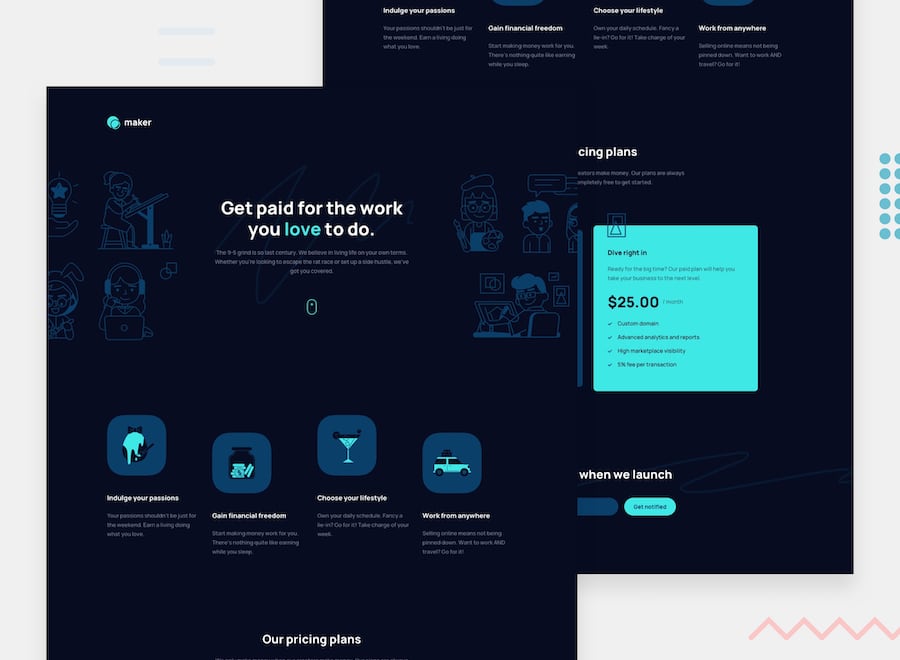 Indulge your passions
Your passions shouldn't be just for
the weekend. Earn a living doing
what you love.
Gain financial freedom
Start making money work for you.
There's nothing quite like earning
while you sleep.
Choose your lifestyle
Own your daily schedule. Fancy a
lie-in? Go for it! Take charge of your
week.
Work from anywhere
Selling online means not being
pinned down. Want to work AND
travel? Go for it!
maker
Get paid for the work
you love to do.
The 9-5 grind is so last century. We believe in living life on your own terms.
Whether you're looking to escape the rat race or set up a side hustle, we've
got you covered.
Indulge your passions
Your passions shouldn't be just for
the weekend. Earn a living doing
what you love.
Gain financial freedom
Start making money work for you.
There's nothing quite like earning
while you sleep.
Choose your lifestyle
Own your daily schedule. Fancy a
lie-in? Go for it! Take charge of your
week.
Work from anywhere
Selling online means not being
pinned down. Want to work AND
travel? Go for it!
Our pricing plans
cing plans
eators make money. Our plans are always
mpletely free to get started.
Dive right in
Ready for the big time? Our paid plan will help you
take your business to the next level.
$25.00 / month
Custom domain
Advanced analytics and reports
High marketplace visibility
5% fee per transaction
when we launch
Get notified